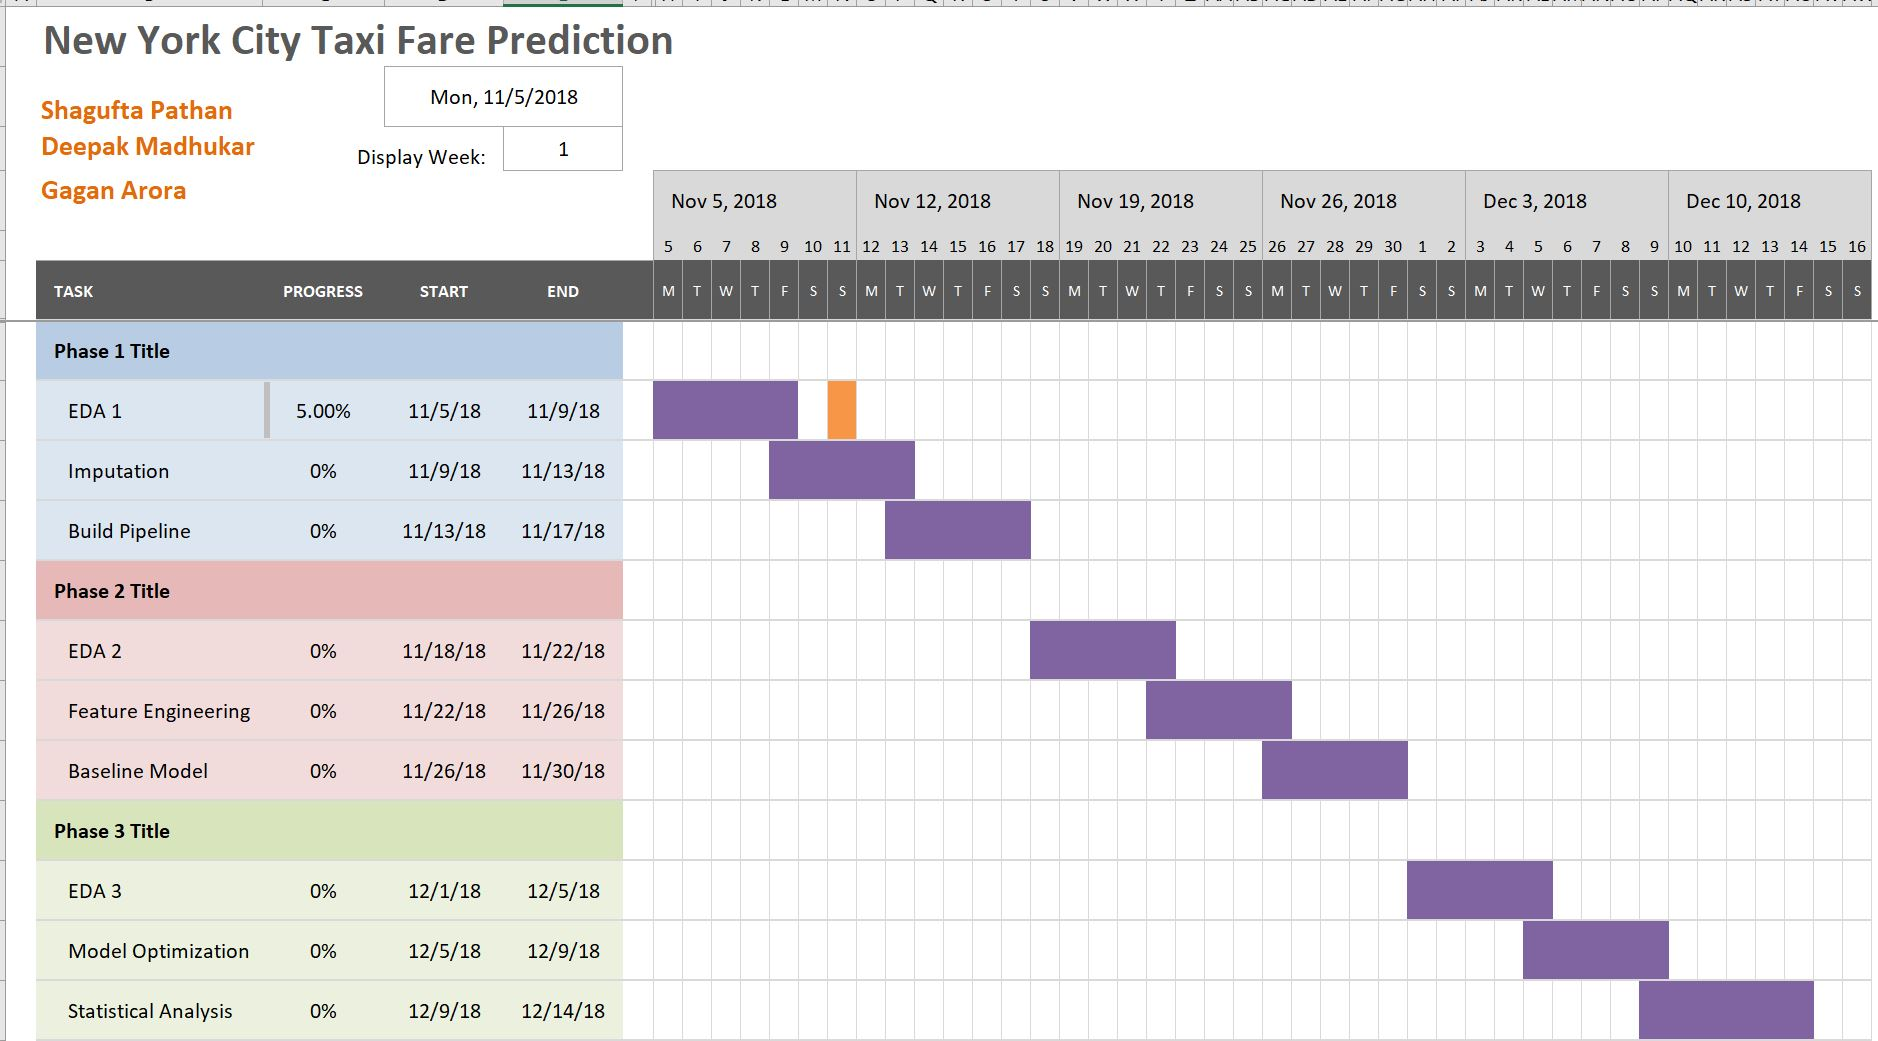 New York City Taxi Fare Prediction
Mon, 11/5/2018
Shagufta Pathan
Deepak Madhukar
Display Week: 1
Gagan Arora
Nov 5, 2018 Nov 12, 2018 Nov 19, 2018 Nov 26, 2018 Dec 3, 2018 Dec 10, 2018
5 6 7 8 9 10 11 12 13 14 15 16 17 18 19 20 21 22 23 24 25 26 27 28 29 30 1 2 3 4 5 6 7 8 9 10 11 12 13 14 15 16
TASK PROGRESS START END M T W T F S S M T W T F S S M T W T F S S M T W T F S S M T W T F S S M T W T F S S
Phase 1 Title
EDA 1 5.00% 11/5/18 11/9/18
Imputation 0% 11/9/18 11/13/18
Build Pipeline 0% 11/13/18 11/17/18
Phase 2 Title
EDA 2 0% 11/18/18 11/22/18
Feature Engineering 0% 11/22/18 11/26/18
Baseline Model 0% 11/26/18 11/30/18
Phase 3 Title
EDA 3 0% 12/1/18 12/5/18
Model Optimization 0% 12/5/18 12/9/18
Statistical Analysis 0% 12/9/18 12/14/18